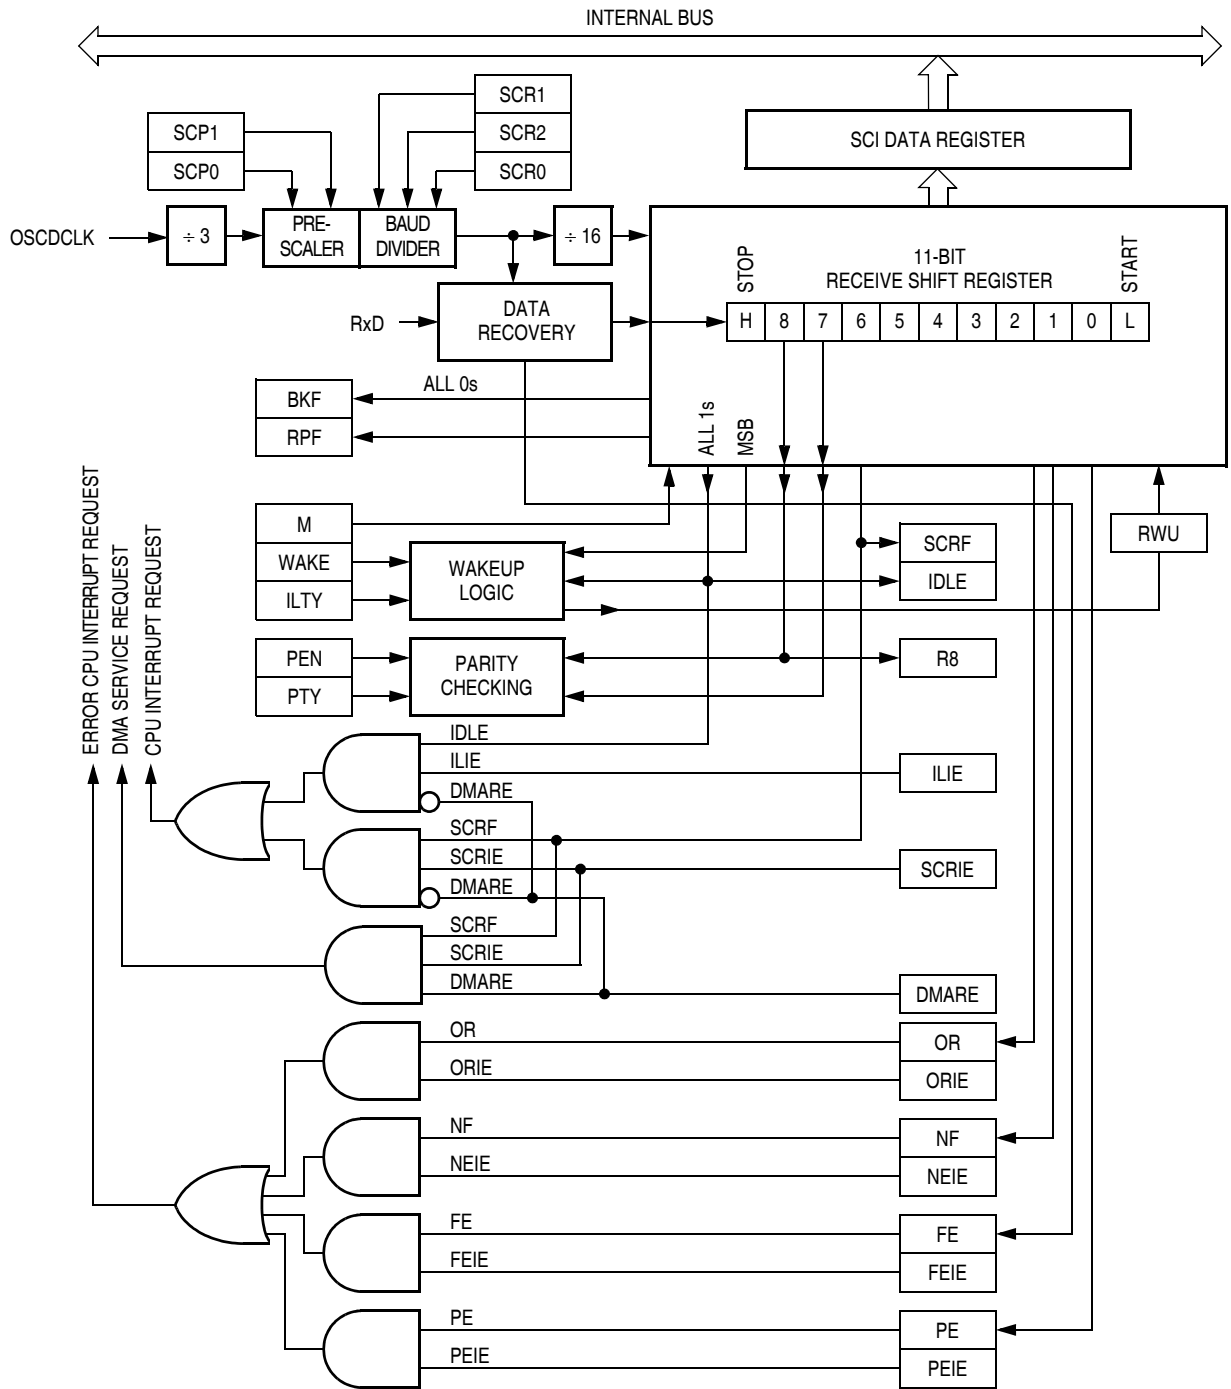 INTERNAL BUS
SCR1
SCR2
SCR0
SCP1
SCP0
SCI DATA REGISTER
OSCDCLK
÷ 3
PRE-
SCALER
BAUD
DIVIDER
÷ 16
STOP
11-BIT
RECEIVE SHIFT REGISTER
START
H 8 7 6 5 4 3 2 1 0 L
RxD
DATA
RECOVERY
ALL 0s
BKF
RPF
ALL 1s
MSB
M
WAKE
ILTY
WAKEUP
LOGIC
RWU
SCRF
IDLE
PEN
PTY
PARITY
CHECKING
R8
ERROR CPU INTERRUPT REQUEST
DMA SERVICE REQUEST
CPU INTERRUPT REQUEST
IDLE
ILIE
ILIE
DMARE
SCRF
SCRIE
SCRIE
DMARE
SCRF
SCRIE
DMARE
DMARE
OR
OR
ORIE
ORIE
NF
NF
NEIE
NEIE
FE
FE
FEIE
FEIE
PE
PE
PEIE
PEIE